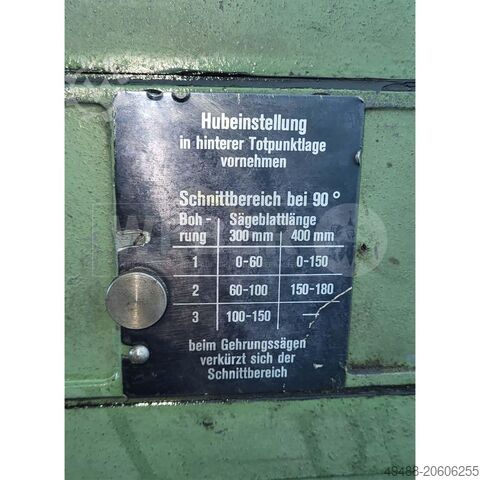 Hubeinstellung
in hinterer Totpunktlage
vornehmen
Schnittbereich bei 90°
Boh- Sägeblattlänge
rung 300 mm 400 mm
1 0-60 0-150
2 60-100 150-180
3 100-150 —
beim Gehrungssägen
verkürzt sich der
Schnittbereich
49488-20606255